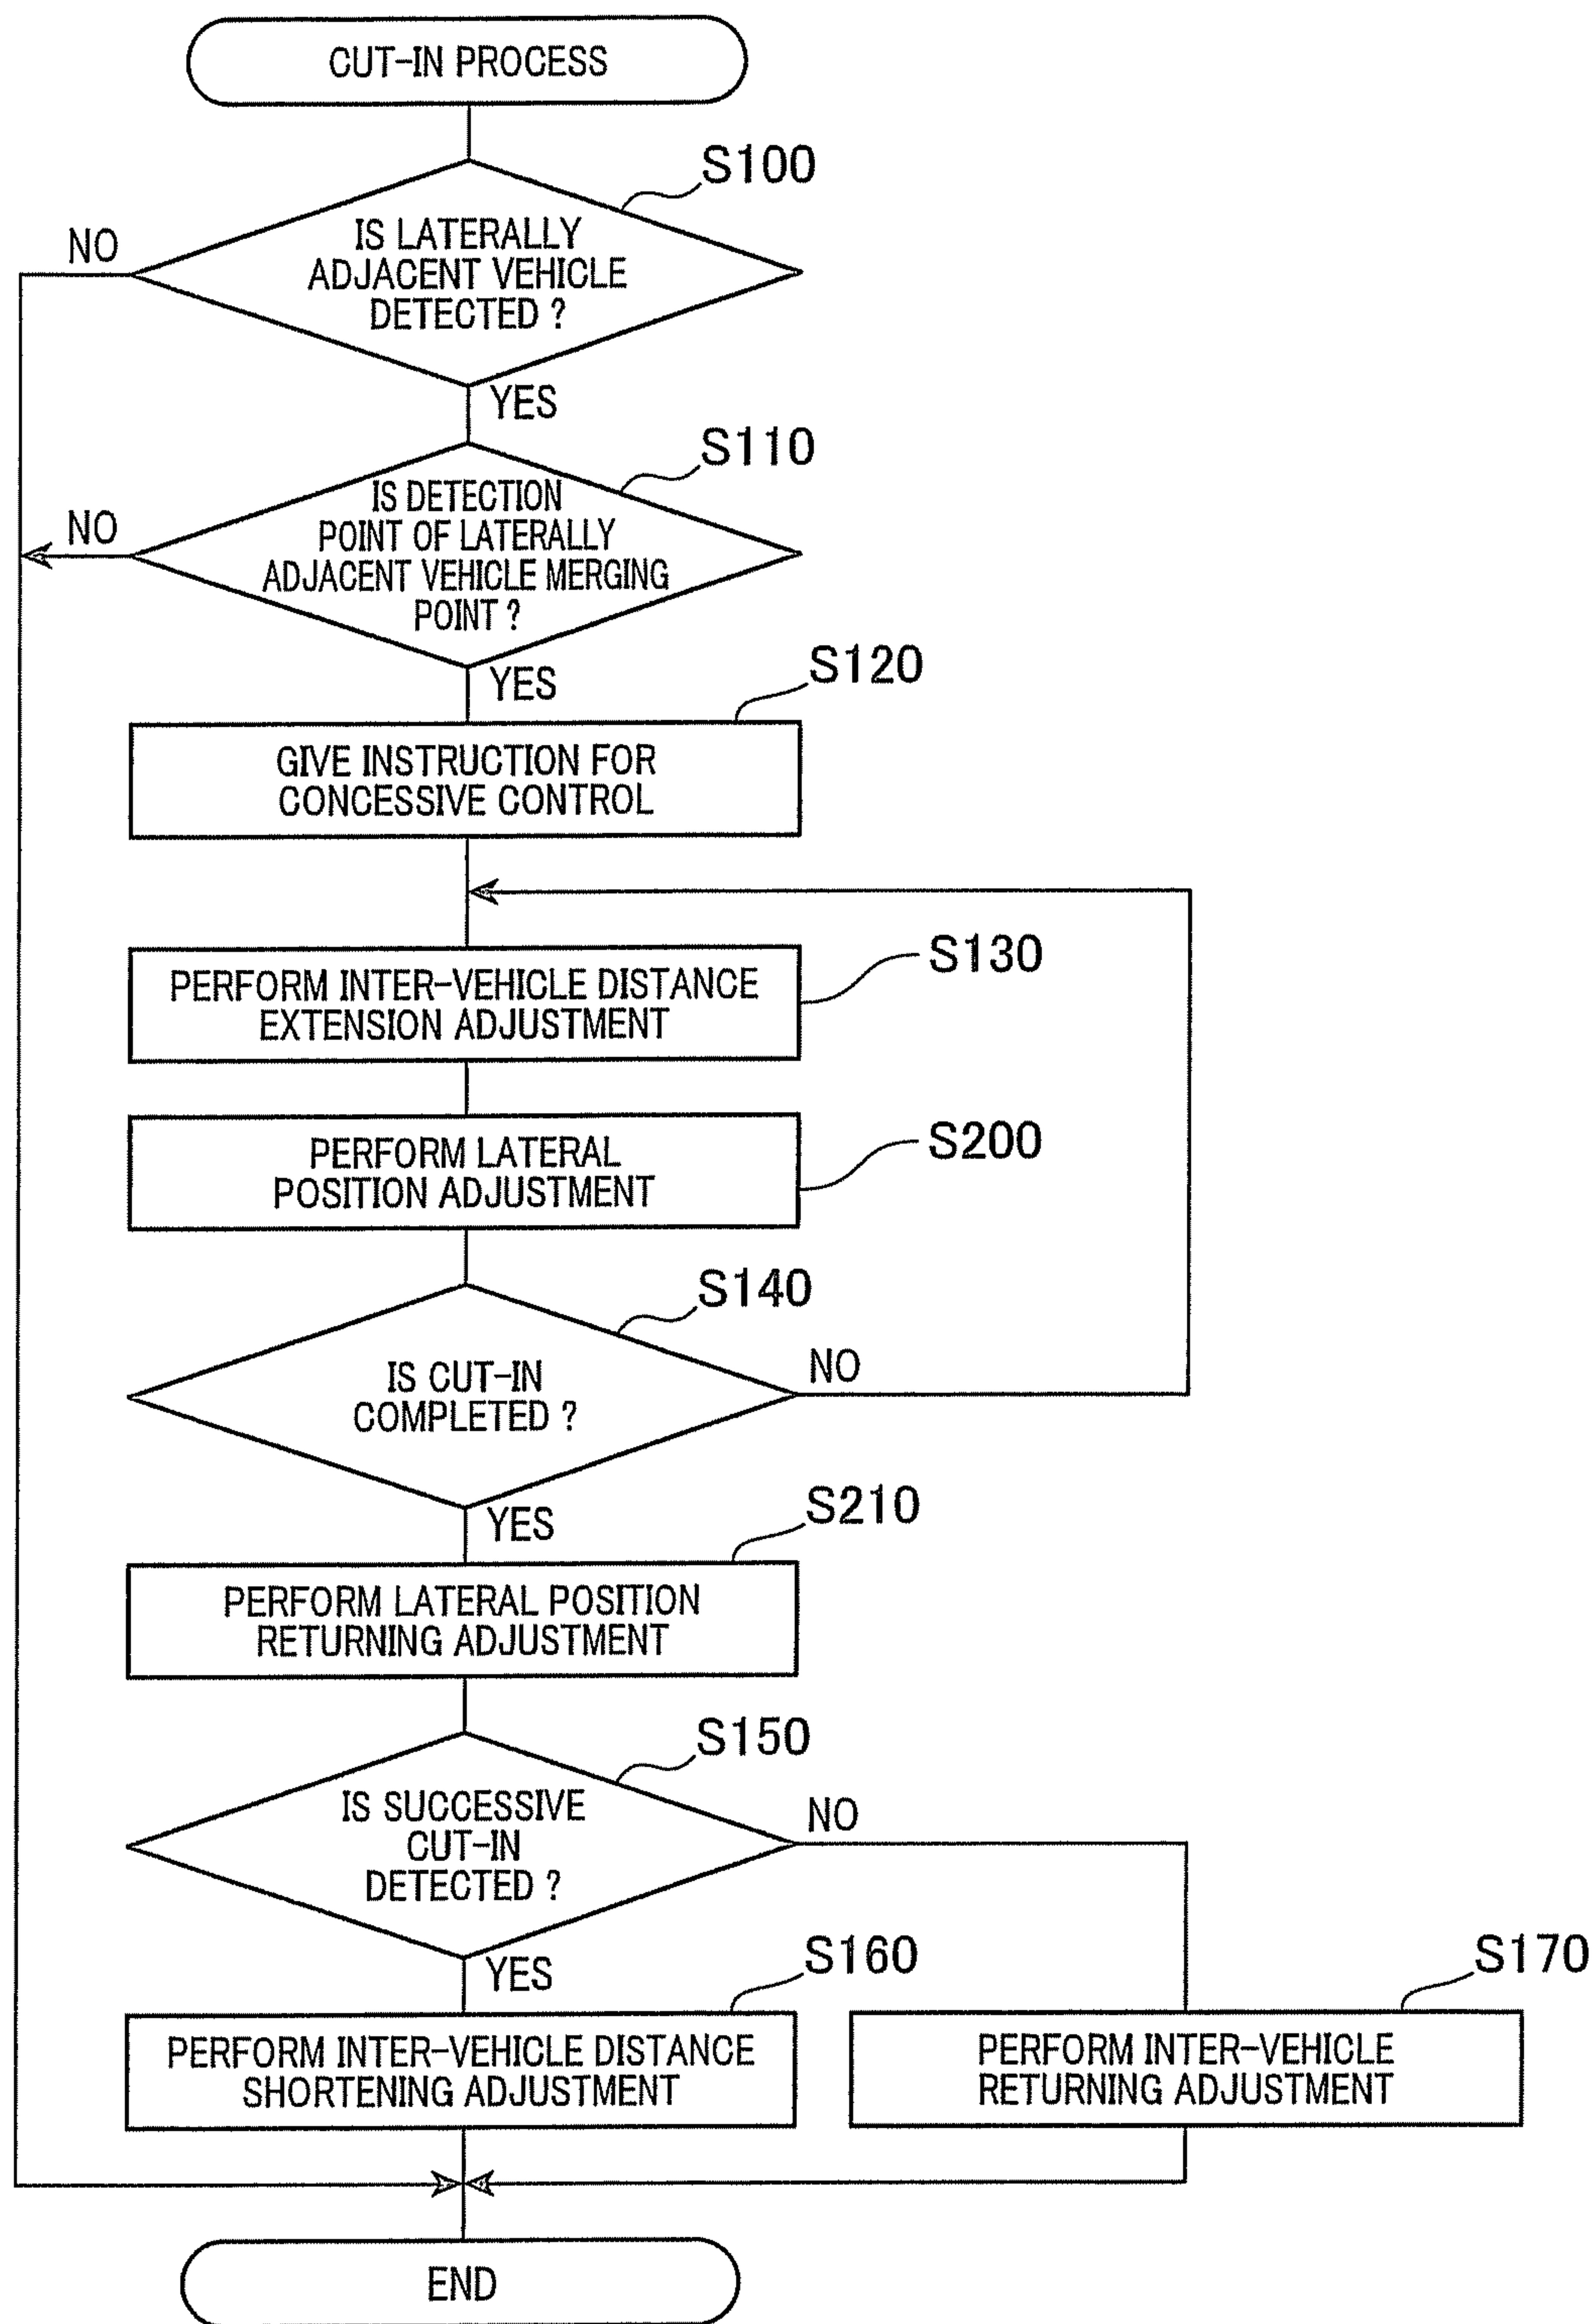 CUT-IN PROCESS
S100
NO
IS LATERALLY
ADJACENT VEHICLE
DETECTED ?
YES
S110
NO
IS DETECTION
POINT OF LATERALLY
ADJACENT VEHICLE MERGING
POINT ?
YES
S120
GIVE INSTRUCTION FOR
CONCESSIVE CONTROL
S130
PERFORM INTER-VEHICLE DISTANCE
EXTENSION ADJUSTMENT
S200
PERFORM LATERAL
POSITION ADJUSTMENT
S140
IS CUT-IN
COMPLETED ?
NO
YES
S210
PERFORM LATERAL POSITION
RETURNING ADJUSTMENT
S150
IS SUCCESSIVE
CUT-IN
DETECTED ?
NO
YES
S160
S170
PERFORM INTER-VEHICLE DISTANCE
SHORTENING ADJUSTMENT
PERFORM INTER-VEHICLE
RETURNING ADJUSTMENT
END